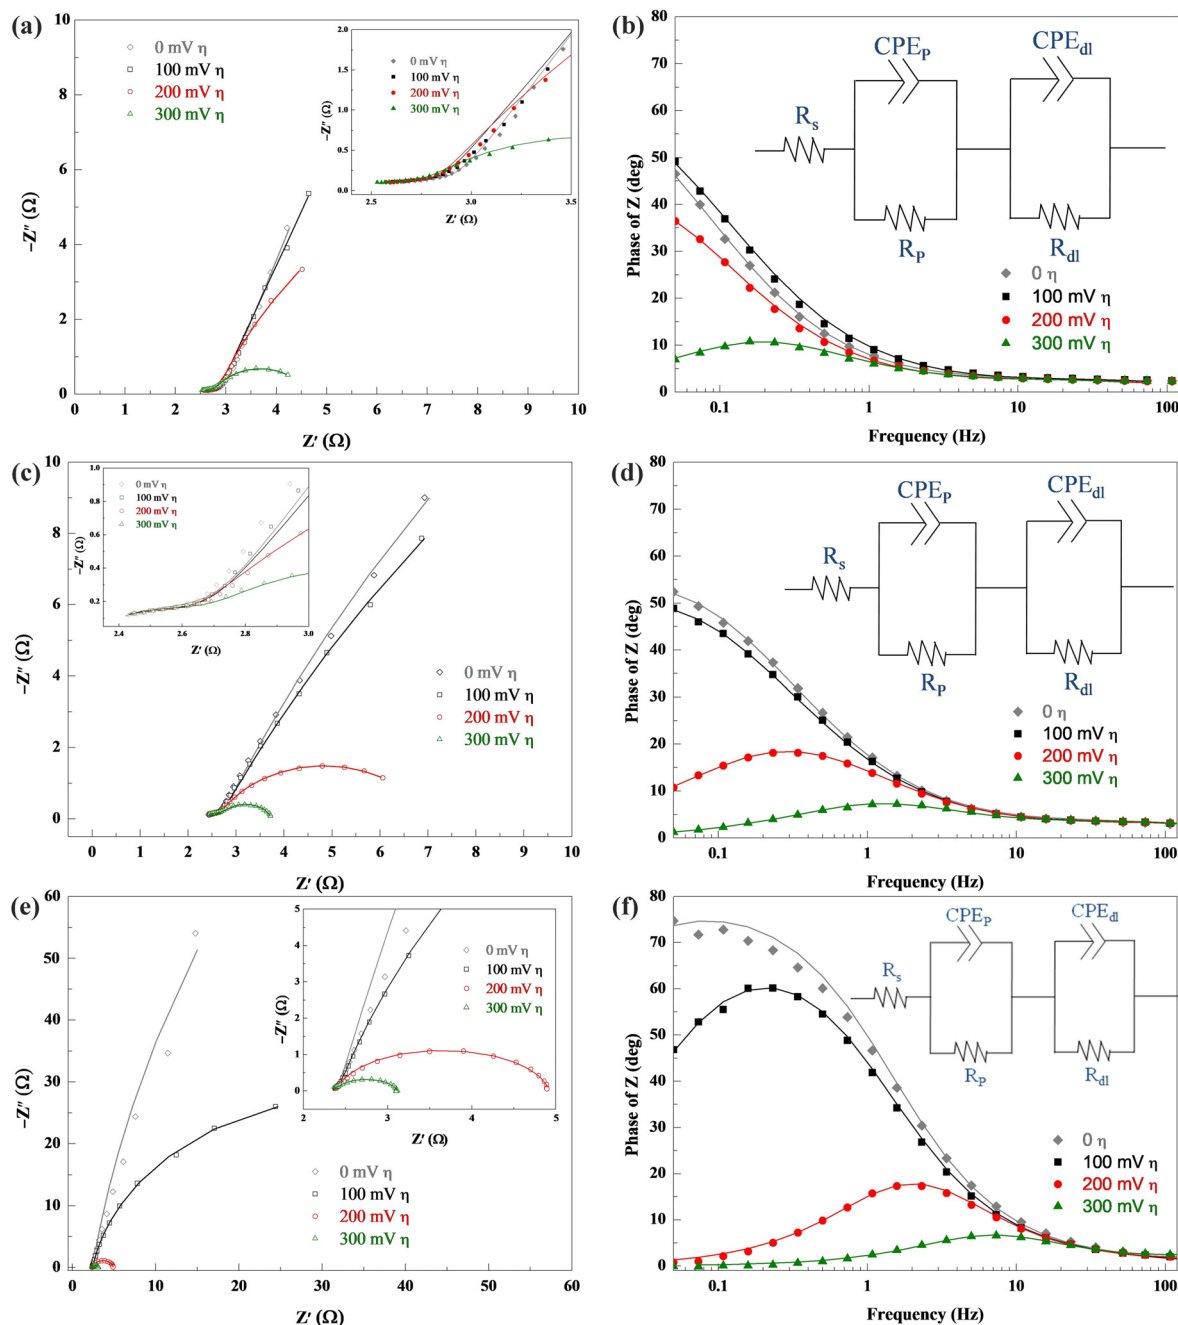 (a)
10
8
6
4
2
0
0 1 2 3 4 5 6 7 8 9 10
−Z″ (Ω)
Z′ (Ω)
0 mV η
100 mV η
200 mV η
300 mV η
2.0
1.5
1.0
0.5
0.0
2.5 3.0 3.5
−Z″ (Ω)
Z′ (Ω)
0 mV η
100 mV η
200 mV η
300 mV η
(b)
80
70
60
50
40
30
20
10
0
0.1 1 10 100
Phase of Z (deg)
Frequency (Hz)
CPEP
CPEdl
Rs
RP
Rdl
0 η
100 mV η
200 mV η
300 mV η
(c)
10
8
6
4
2
0
0 1 2 3 4 5 6 7 8 9 10
−Z″ (Ω)
Z′ (Ω)
1.0
0.8
0.6
0.4
0.2
2.4 2.6 2.8 3.0
−Z″ (Ω)
Z′ (Ω)
0 mV η
100 mV η
200 mV η
300 mV η
0 mV η
100 mV η
200 mV η
300 mV η
(d)
80
70
60
50
40
30
20
10
0
0.1 1 10 100
Phase of Z (deg)
Frequency (Hz)
CPEP
CPEdl
Rs
RP
Rdl
0 η
100 mV η
200 mV η
300 mV η
(e)
60
50
40
30
20
10
0
0 10 20 30 40 50 60
−Z″ (Ω)
Z′ (Ω)
5
4
3
2
1
0
2 3 4 5
−Z″ (Ω)
Z′ (Ω)
0 mV η
100 mV η
200 mV η
300 mV η
0 mV η
100 mV η
200 mV η
300 mV η
(f)
80
70
60
50
40
30
20
10
0
0.1 1 10 100
Phase of Z (deg)
Frequency (Hz)
CPEP
CPEdl
Rs
RP
Rdl
0 η
100 mV η
200 mV η
300 mV η